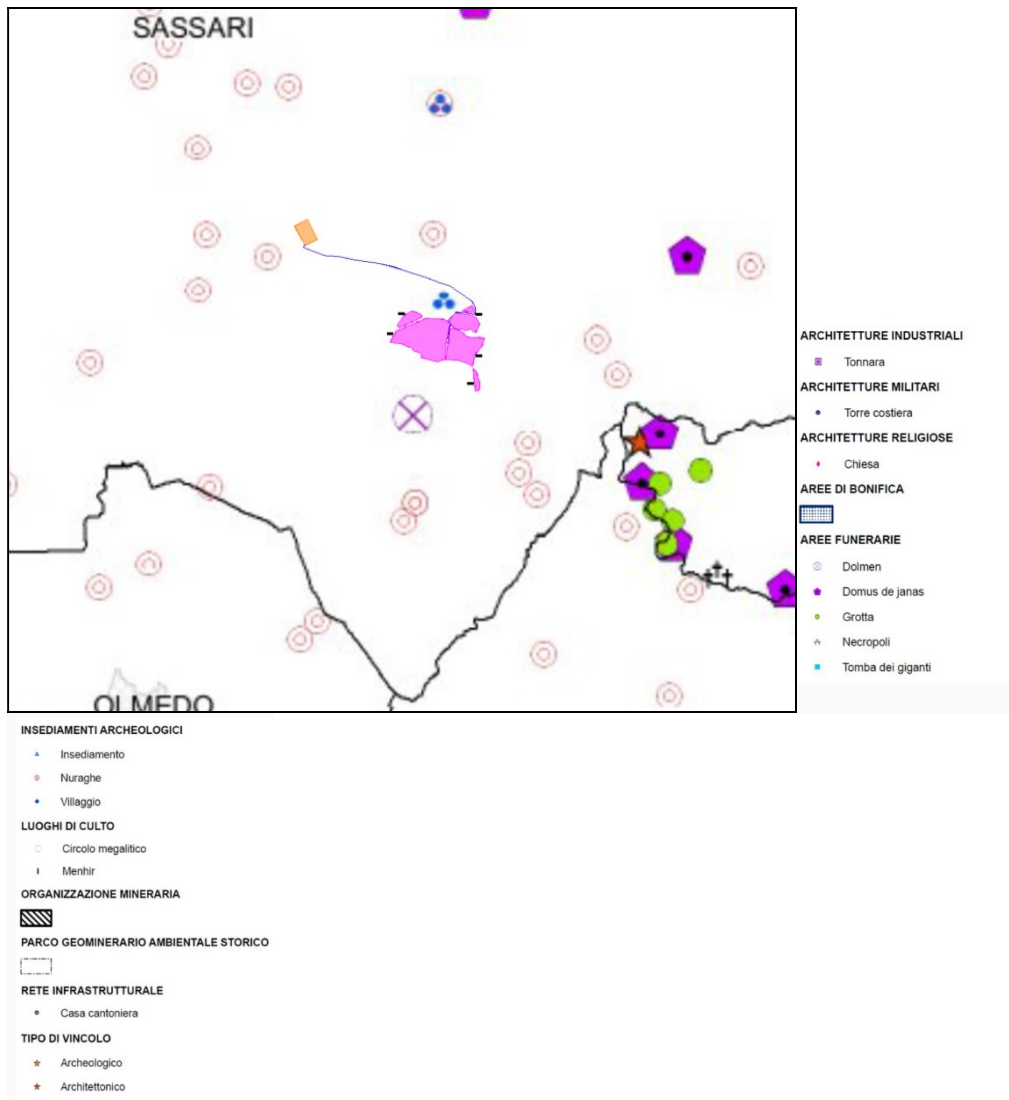 SASSARI
OLMEDO
ARCHITETTURE INDUSTRIALI
Tonnara
ARCHITETTURE MILITARI
Torre costiera
ARCHITETTURE RELIGIOSE
Chiesa
AREE DI BONIFICA
AREE FUNERARIE
Dolmen
Domus de janas
Grotta
Necropoli
Tomba dei giganti
INSEDIAMENTI ARCHEOLOGICI
Insediamento
Nuraghe
Villaggio
LUOGHI DI CULTO
Circolo megalitico
Menhir
ORGANIZZAZIONE MINERARIA
PARCO GEOMINERARIO AMBIENTALE STORICO
RETE INFRASTRUTTURALE
Casa cantoniera
TIPO DI VINCOLO
Archeologico
Architettonico